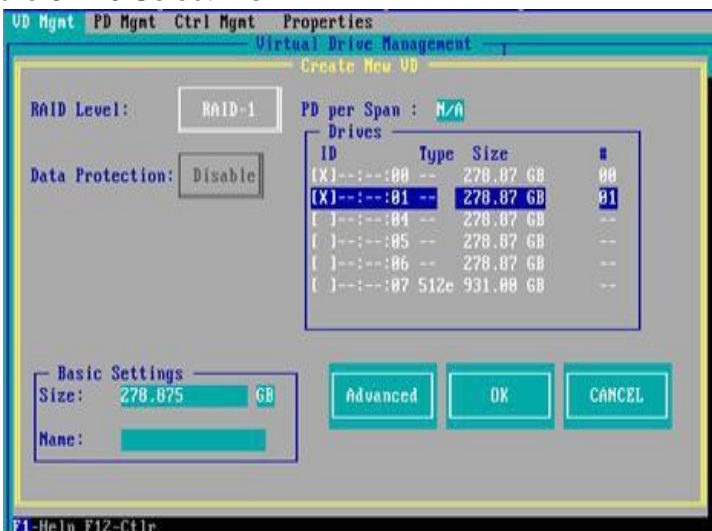 VD Mgmt PD Mgmt Ctrl Mgmt Properties
Virtual Drive Management
Create New VD
RAID Level: RAID-1 PD per Span : N/A
Drives
ID Type Size #
[X]--:--:00 -- 278.87 GB 00
Data Protection: Disable
[X]--:--:01 -- 278.87 GB 01
[ ]--:--:04 -- 278.87 GB --
[ ]--:--:05 -- 278.87 GB --
[ ]--:--:06 -- 278.87 GB --
[ ]--:--:07 512e 931.00 GB --
Basic Settings
Size: 278.875 GB
Advanced OK CANCEL
Name:
F1-Help F12-Ctlr